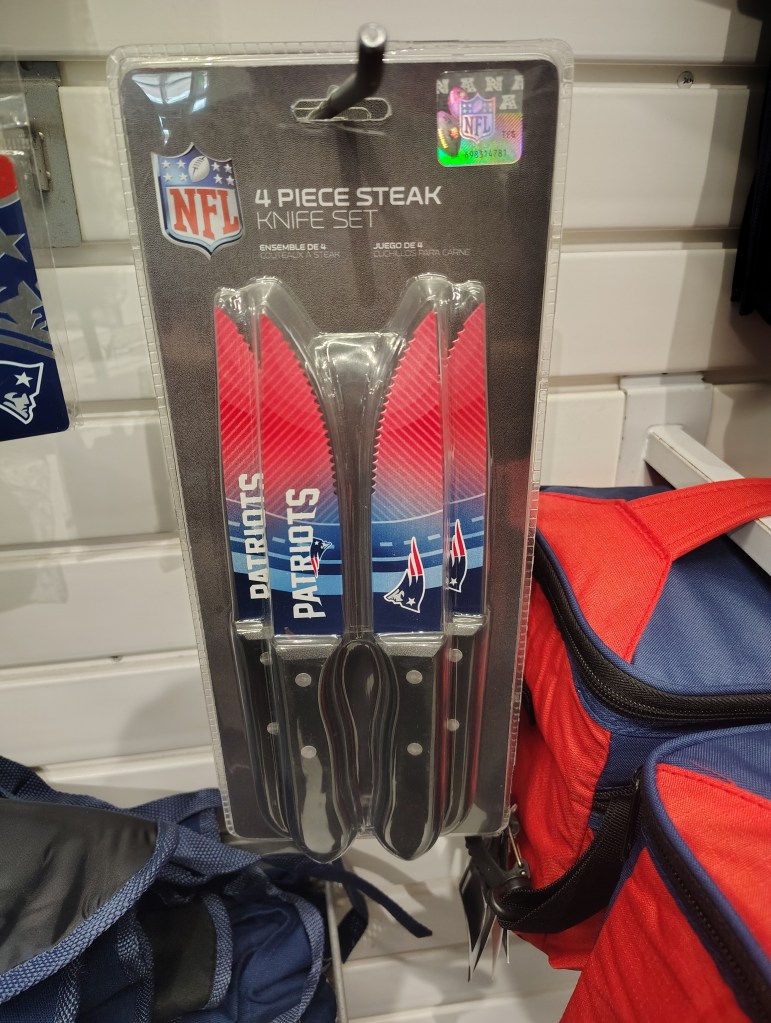 NFL
4 PIECE STEAK
KNIFE SET
ENSEMBLE DE 4
COUTEAUX À STEAK
JUEGO DE 4
CUCHILLOS PARA CARNE
NFL
PATRIOTS
PATRIOTS